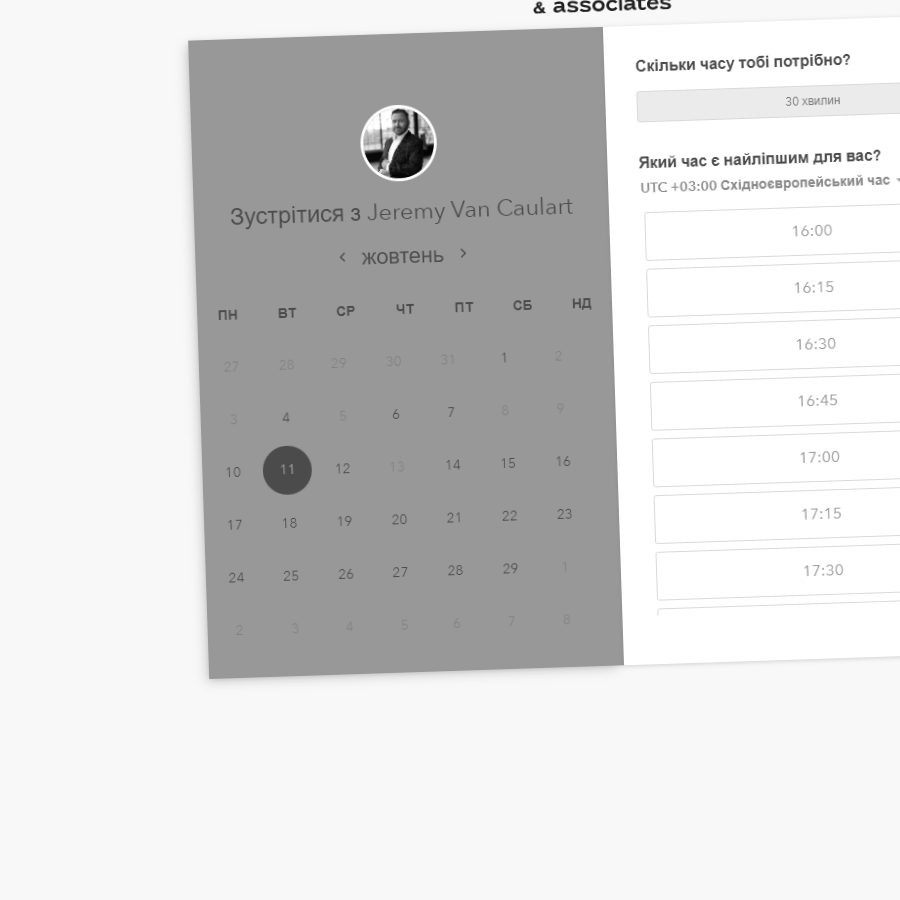 & associates
Зустрітися з Jeremy Van Caulart
жовтень
ПН ВТ СР ЧТ ПТ СБ НД
27 28 29 30 31 1 2
3 4 5 6 7 8 9
10 11 12 13 14 15 16
17 18 19 20 21 22 23
24 25 26 27 28 29 1
2 3 4 5 6 7 8
Скільки часу тобі потрібно?
30 хвилин
Який час є найліпшим для вас?
UTC +03:00 Східноєвропейський час
16:00
16:15
16:30
16:45
17:00
17:15
17:30